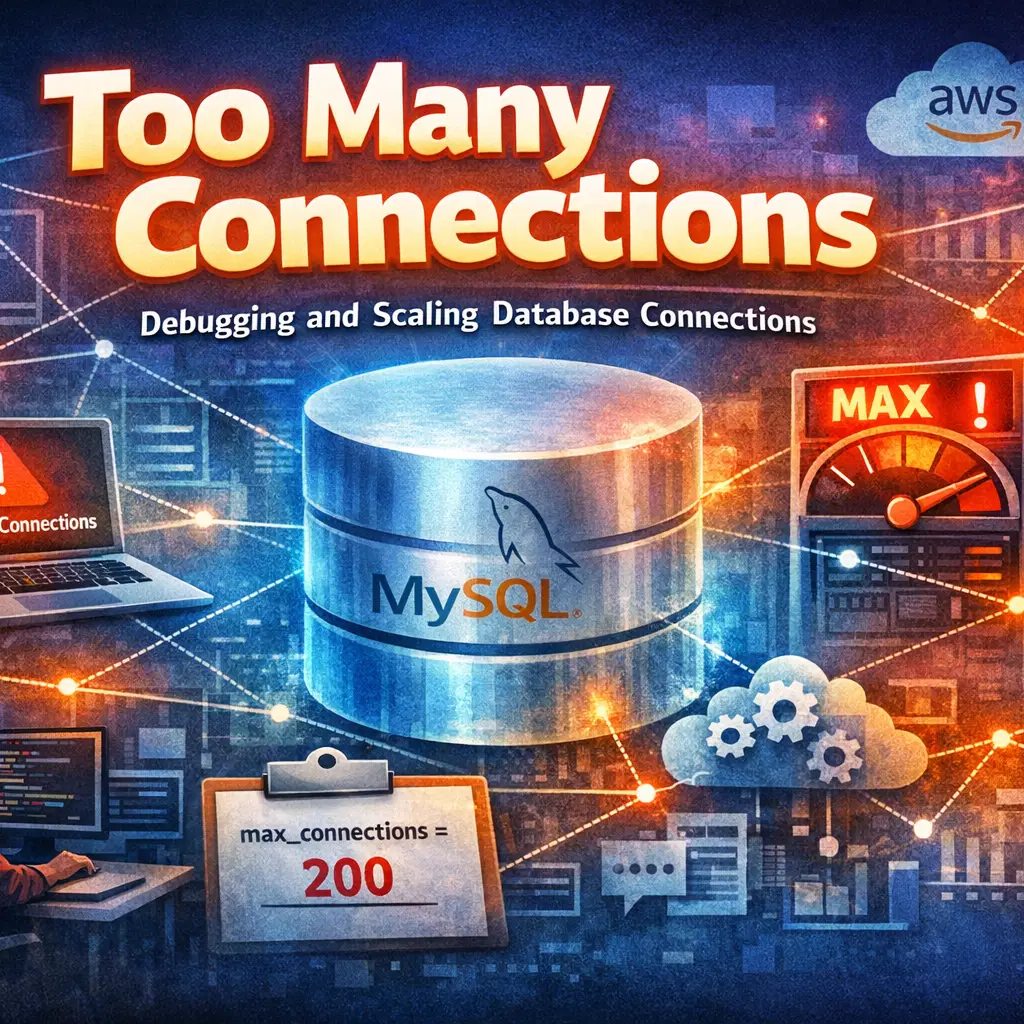 Too Many
Connections
aws
Debugging and Scaling Database Connections
MAX !
!
Connections
MySQL®
max_connections =
200